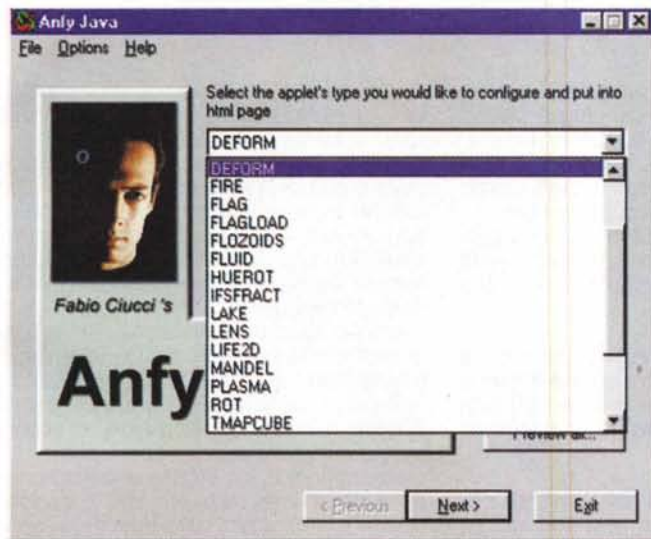 Anfy Java
File Options Help
Select the applet's type you would like to configure and put into
html page
DEFORM
DEFORM
FIRE
FLAG
FLAGLOAD
FLOZOIDS
FLUID
HUEROT
IFSFRACT
LAKE
LENS
LIFE2D
MANDEL
PLASMA
ROT
TMAPCUBE
Fabio Ciucci 's
Anfy
Preview all...
< Previous Next > Exit